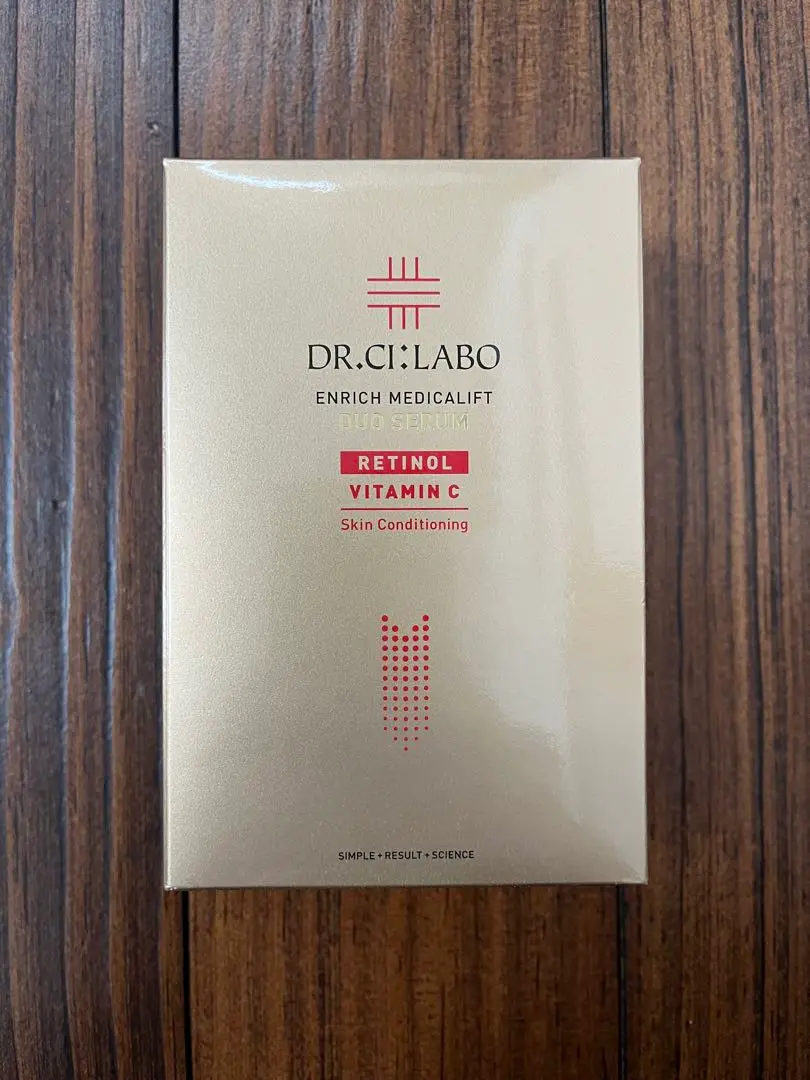 DR.CI:LABO
ENRICH MEDICALIFT
DUO SERUM
RETINOL
VITAMIN C
Skin Conditioning
SIMPLE+RESULT+SCIENCE